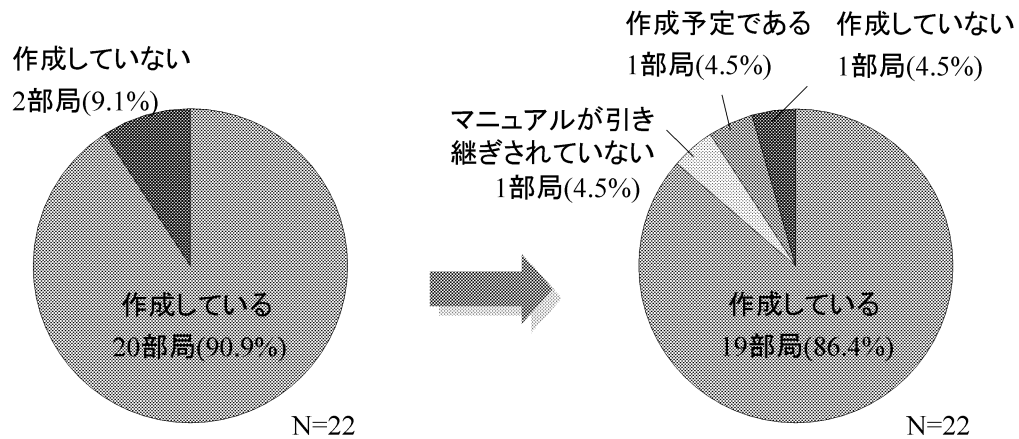 作成していない
2部局(9.1%)
作成している
20部局(90.9%)
N=22
作成予定である
1部局(4.5%)
作成していない
1部局(4.5%)
マニュアルが引き
継ぎされていない
1部局(4.5%)
作成している
19部局(86.4%)
N=22